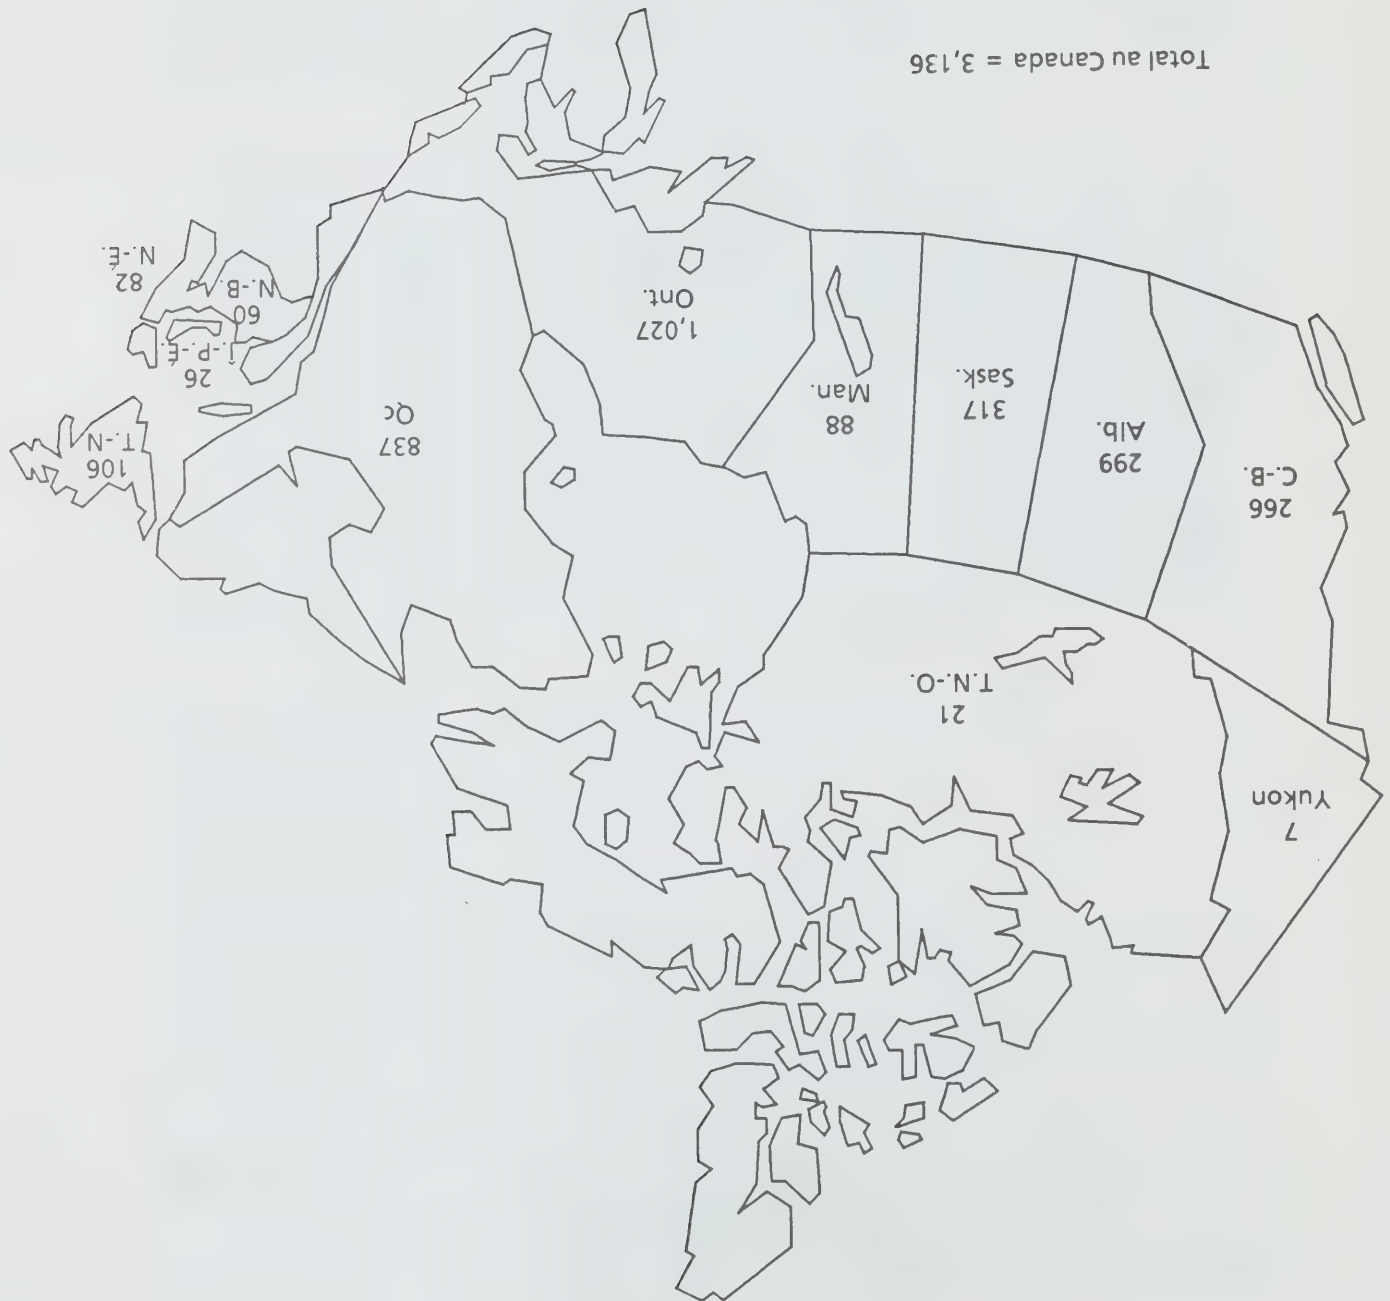 7
Yukon
21
T.N.-O.
266
C.-B.
299
Alb.
317
Sask.
88
Man.
1,027
Ont.
837
Qc
106
T.-N
26
Î.-P.-É.
60
N.-B.
82
N.-É.
Total au Canada = 3,136